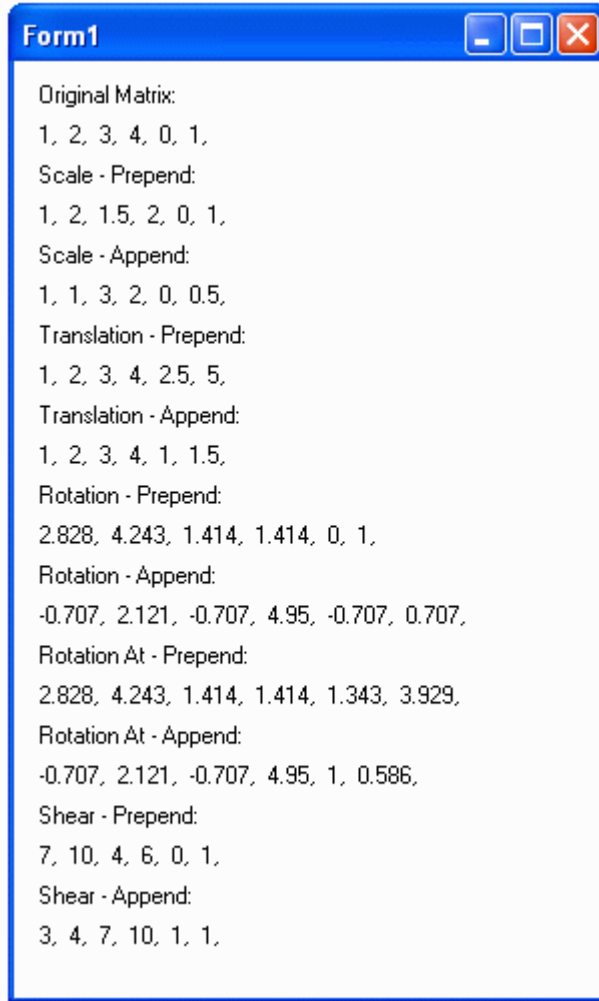 Form1
Original Matrix:
1, 2, 3, 4, 0, 1,
Scale - Prepend:
1, 2, 1.5, 2, 0, 1,
Scale - Append:
1, 1, 3, 2, 0, 0.5,
Translation - Prepend:
1, 2, 3, 4, 2.5, 5,
Translation - Append:
1, 2, 3, 4, 1, 1.5,
Rotation - Prepend:
2.828, 4.243, 1.414, 1.414, 0, 1,
Rotation - Append:
-0.707, 2.121, -0.707, 4.95, -0.707, 0.707,
Rotation At - Prepend:
2.828, 4.243, 1.414, 1.414, 1.343, 3.929,
Rotation At - Append:
-0.707, 2.121, -0.707, 4.95, 1, 0.586,
Shear - Prepend:
7, 10, 4, 6, 0, 1,
Shear - Append:
3, 4, 7, 10, 1, 1,